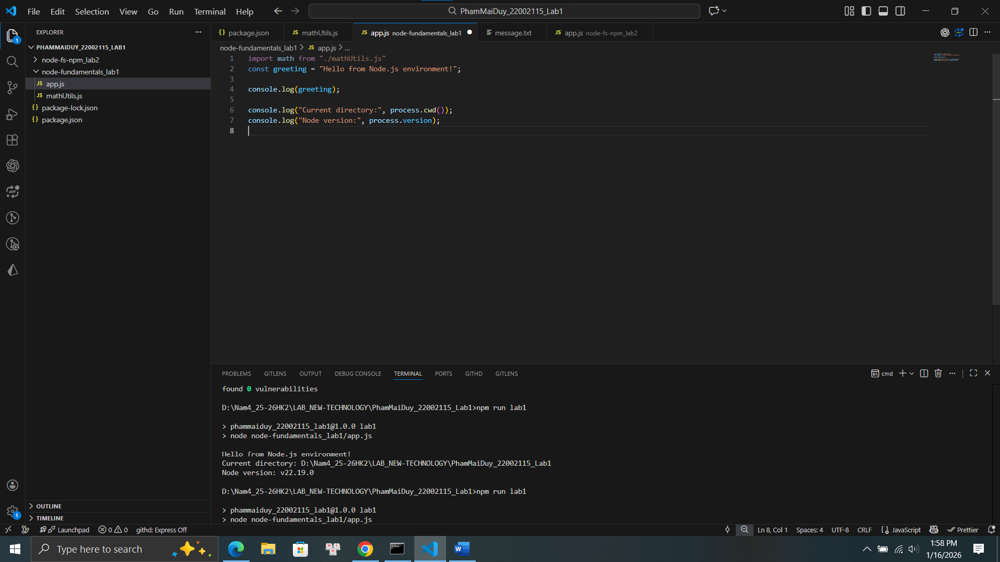 File Edit Selection View Go Run Terminal Help
PhamMaiDuy_22002115_Lab1
EXPLORER
PHAMMAIDUY_22002115_LAB1
node-fs-npm_lab2
node-fundamentals_lab1
JS app.js
JS mathUtils.js
{} package-lock.json
{} package.json
OUTLINE
TIMELINE
{} package.json
JS mathUtils.js
JS app.js node-fundamentals_lab1
message.txt
JS app.js node-fs-npm_lab2
node-fundamentals_lab1 > JS app.js > ...
1 import math from "./mathUtils.js"
2 const greeting = "Hello from Node.js environment!";
3
4 console.log(greeting);
5
6 console.log("Current directory:", process.cwd());
7 console.log("Node version:", process.version);
8
PROBLEMS GITLENS OUTPUT DEBUG CONSOLE TERMINAL PORTS GITHD GITLENS
cmd
found 0 vulnerabilities
D:\Nam4_25-26HK2\LAB_NEW-TECHNOLOGY\PhamMaiDuy_22002115_Lab1>npm run lab1
> phammaiduy_22002115_lab1@1.0.0 lab1
> node node-fundamentals_lab1/app.js
Hello from Node.js environment!
Current directory: D:\Nam4_25-26HK2\LAB_NEW-TECHNOLOGY\PhamMaiDuy_22002115_Lab1
Node version: v22.19.0
D:\Nam4_25-26HK2\LAB_NEW-TECHNOLOGY\PhamMaiDuy_22002115_Lab1>npm run lab1
> phammaiduy_22002115_lab1@1.0.0 lab1
> node node-fundamentals_lab1/app.js
Launchpad 0 0 githd: Express Off
Ln 8, Col 1 Spaces: 4 UTF-8 CRLF {} JavaScript Prettier
Type here to search
1:58 PM
1/16/2026